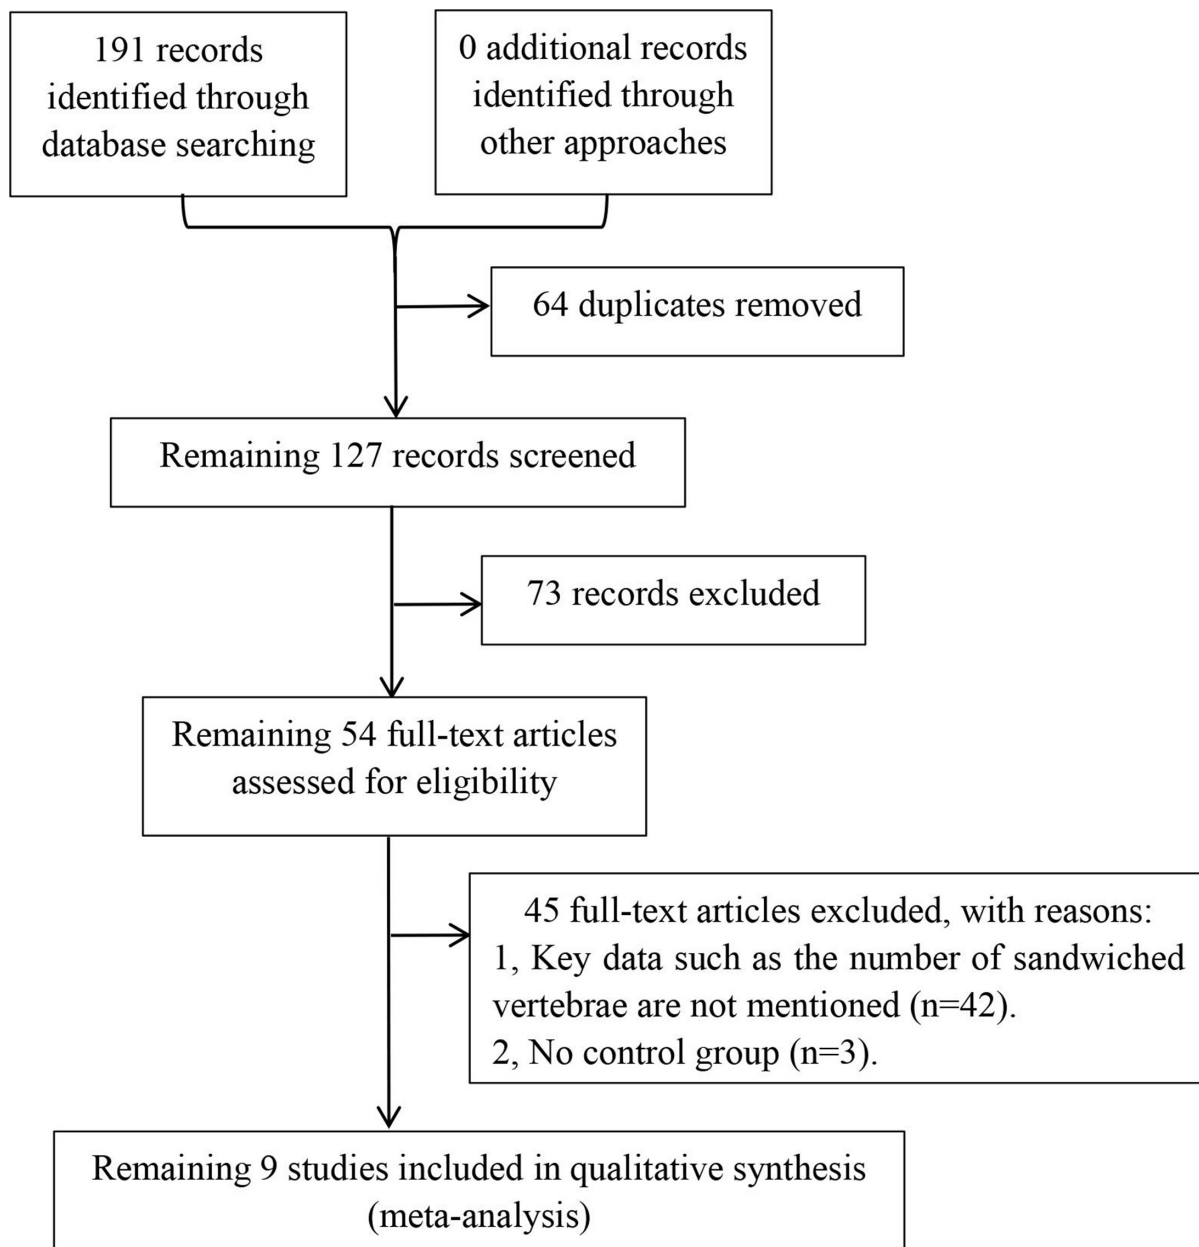 191 records
identified through
database searching
0 additional records
identified through
other approaches
64 duplicates removed
Remaining 127 records screened
73 records excluded
Remaining 54 full-text articles
assessed for eligibility
45 full-text articles excluded, with reasons:
1, Key data such as the number of sandwiched
vertebrae are not mentioned (n=42).
2, No control group (n=3).
Remaining 9 studies included in qualitative synthesis
(meta-analysis)